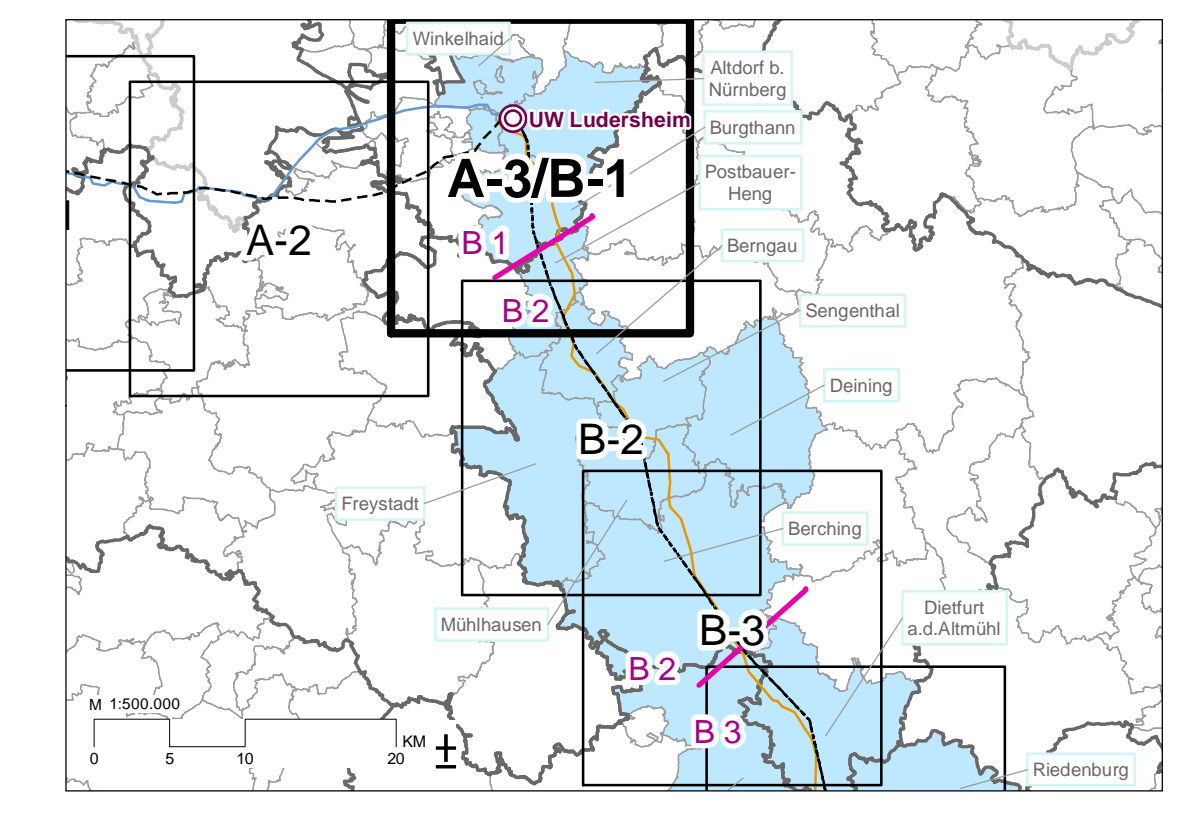 Winkelhaid
Altdorf b.
Nürnberg
UW Ludersheim
Burgthann
A-3/B-1
Postbauer-
Heng
A-2
B 1
Berngau
B 2
Sengenthal
Deining
B-2
Freystadt
Berching
Mühlhausen
Dietfurt
a.d.Altmühl
B-3
B 2
B 3
M 1:500.000
KM
0
5
10
20
±
Riedenburg